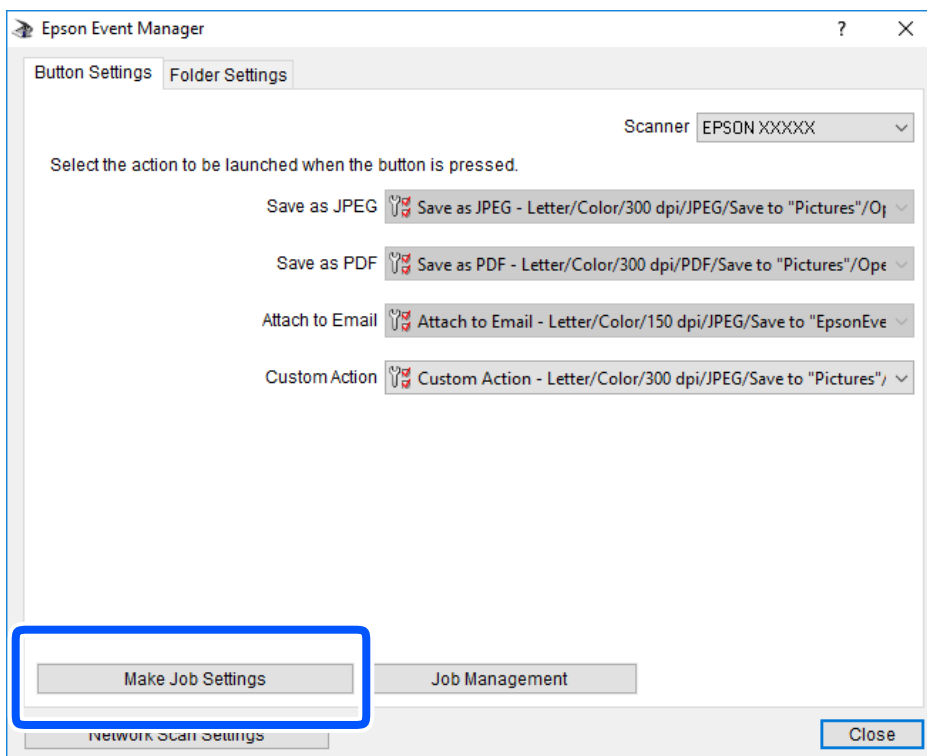 Epson Event Manager
Button Settings
Folder Settings
Scanner EPSON XXXXX
Select the action to be launched when the button is pressed.
Save as JPEG Save as JPEG - Letter/Color/300 dpi/JPEG/Save to "Pictures"/Op
Save as PDF Save as PDF - Letter/Color/300 dpi/PDF/Save to "Pictures"/Ope
Attach to Email Attach to Email - Letter/Color/150 dpi/JPEG/Save to "EpsonEve
Custom Action Custom Action - Letter/Color/300 dpi/JPEG/Save to "Pictures"/
Make Job Settings
Job Management
Network Scan Settings
Close